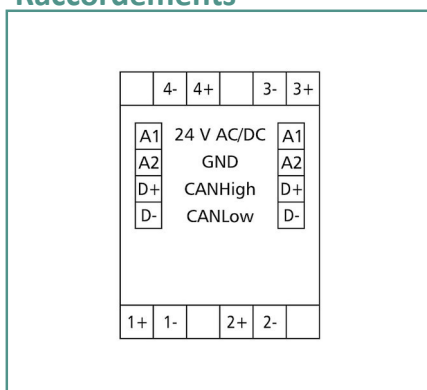 Raccordements
4- 4+ 3- 3+
A1 24 V AC/DC A1
A2 GND A2
D+ CANHigh D+
D- CANLow D-
1+ 1- 2+ 2-